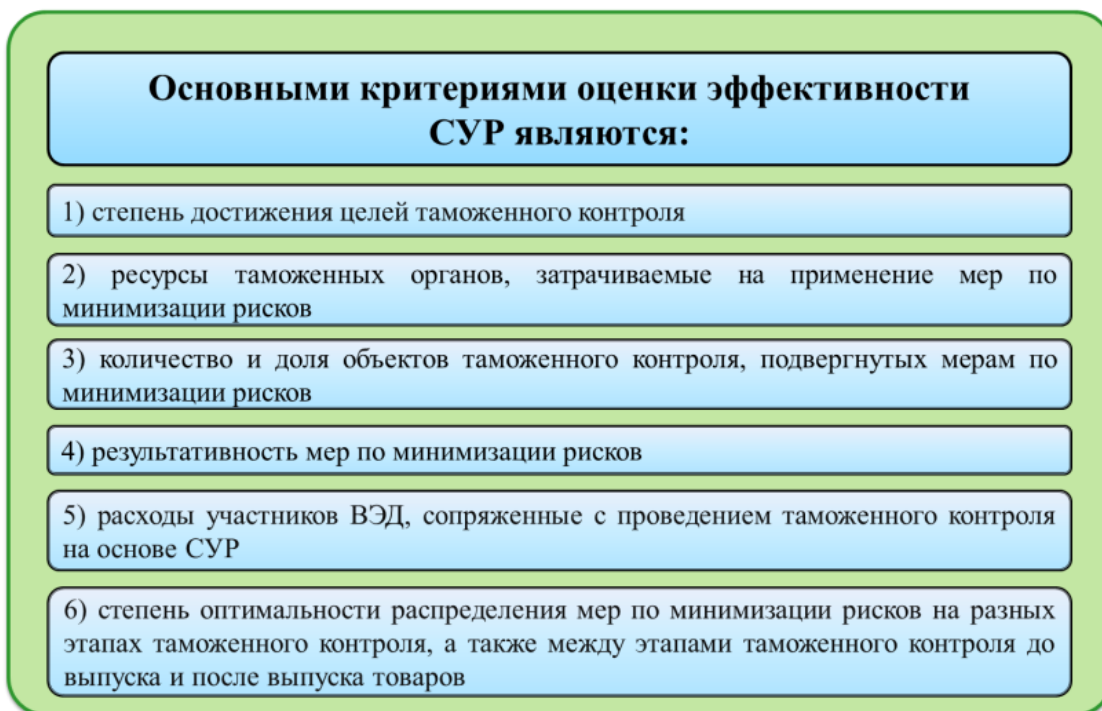 Основными критериями оценки эффективности
СУР являются:
1) степень достижения целей таможенного контроля
2) ресурсы таможенных органов, затрачиваемые на применение мер по
минимизации рисков
3) количество и доля объектов таможенного контроля, подвергнутых мерам по
минимизации рисков
4) результативность мер по минимизации рисков
5) расходы участников ВЭД, сопряженные с проведением таможенного контроля
на основе СУР
6) степень оптимальности распределения мер по минимизации рисков на разных
этапах таможенного контроля, а также между этапами таможенного контроля до
выпуска и после выпуска товаров